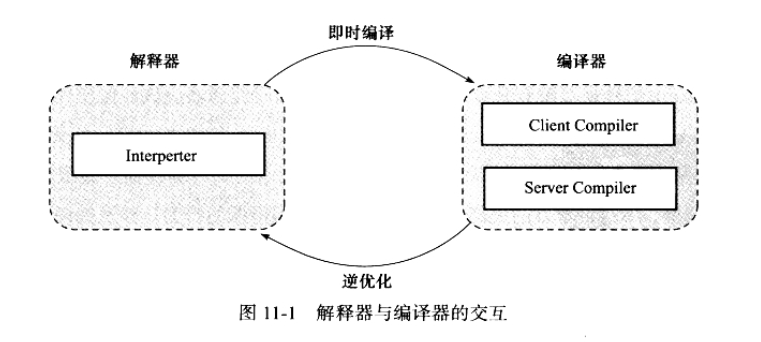 即时编译
解释器
编译器
Interperter
Client Compiler
Server Compiler
逆优化
图 11-1 解释器与编译器的交互